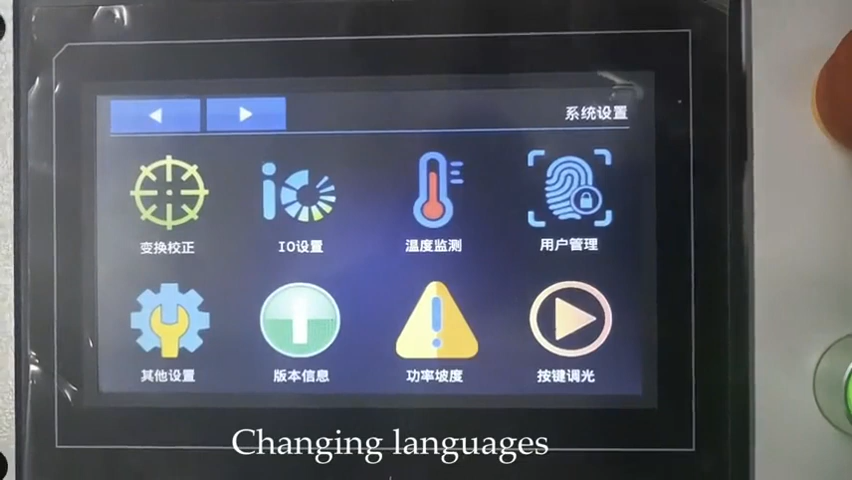 系统设置
变换校正
IO设置
温度监测
用户管理
其他设置
版本信息
功率坡度
按键调光
Changing languages